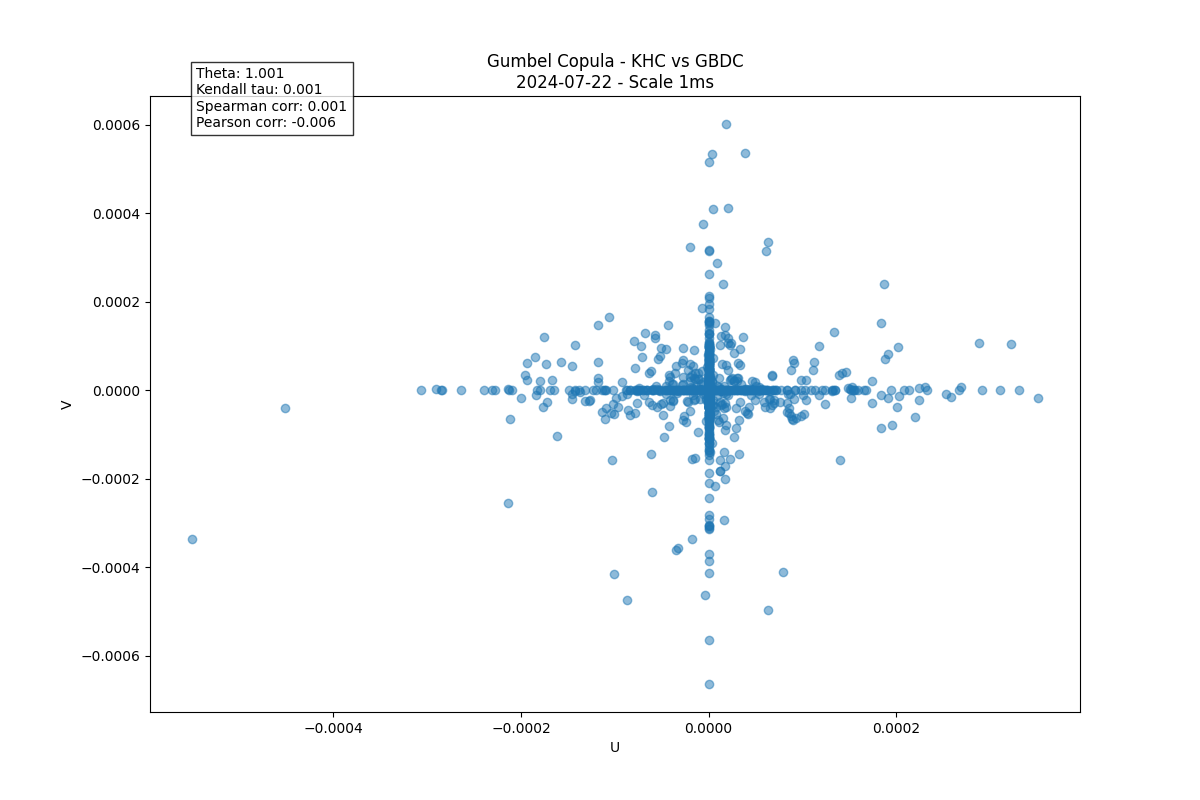 Gumbel Copula - KHC vs GBDC
2024-07-22 - Scale 1ms
Theta: 1.001
Kendall tau: 0.001
Spearman corr: 0.001
Pearson corr: -0.006
0.0006
0.0004
0.0002
0.0000
−0.0002
−0.0004
−0.0006
V
−0.0004
−0.0002
0.0000
0.0002
U